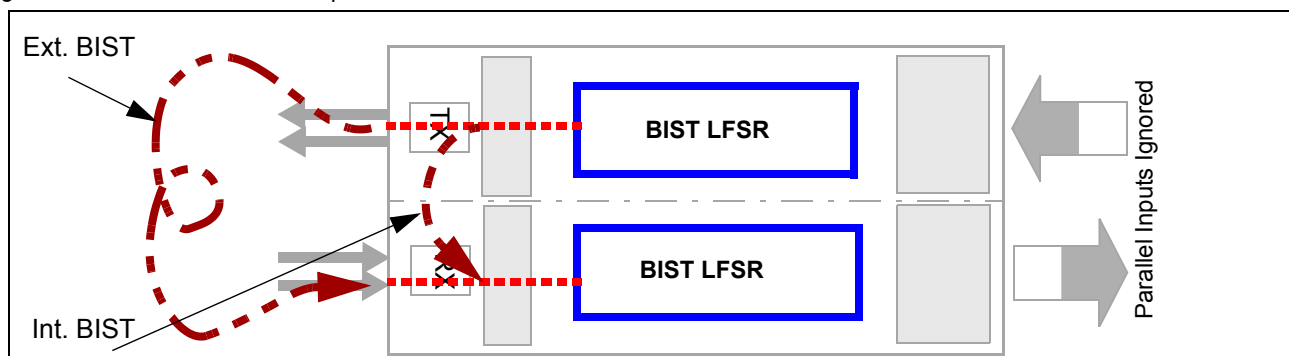 Ext. BIST
TX
BIST LFSR
Parallel Inputs Ignored
RX
BIST LFSR
Int. BIST